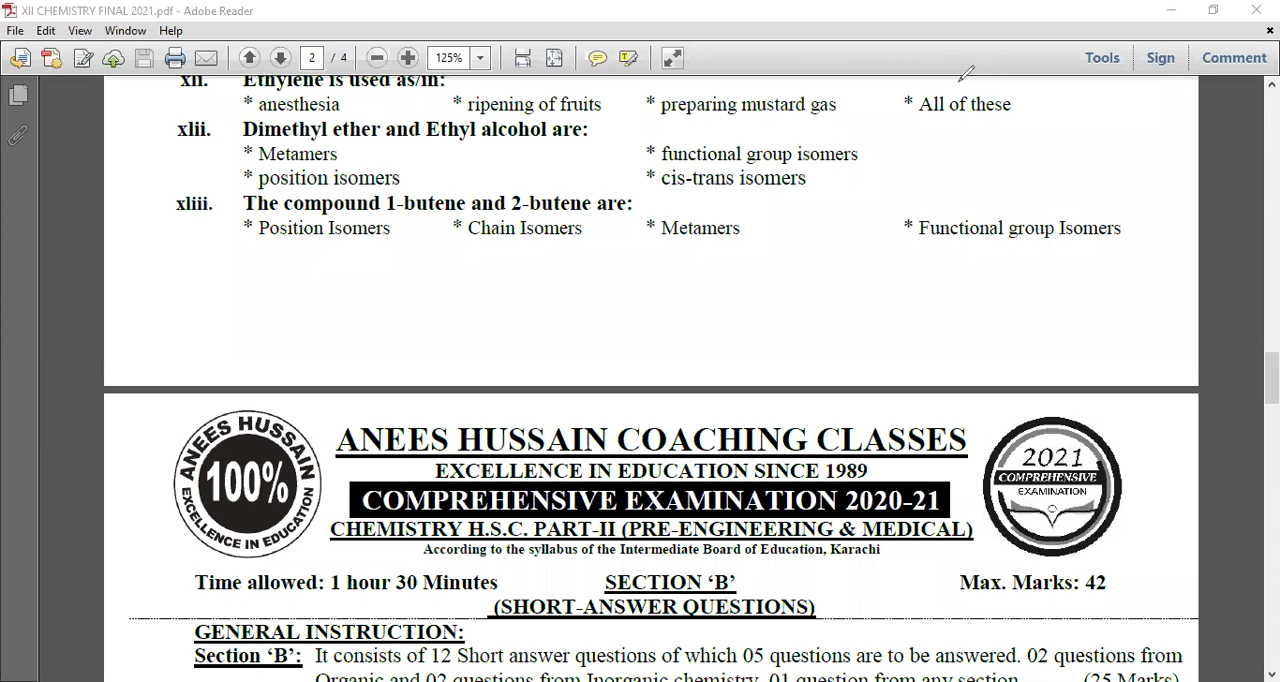 XII CHEMISTRY FINAL 2021.pdf - Adobe Reader
File Edit View Window Help
2 / 4 125% Tools Sign Comment
xii. Ethylene is used as/in:
* anesthesia * ripening of fruits * preparing mustard gas * All of these
xlii. Dimethyl ether and Ethyl alcohol are:
* Metamers * functional group isomers
* position isomers * cis-trans isomers
xliii. The compound 1-butene and 2-butene are:
* Position Isomers * Chain Isomers * Metamers * Functional group Isomers
ANEES HUSSAIN
100%
EXCELLENCE IN EDUCATION
ANEES HUSSAIN COACHING CLASSES
EXCELLENCE IN EDUCATION SINCE 1989
COMPREHENSIVE EXAMINATION 2020-21
CHEMISTRY H.S.C. PART-II (PRE-ENGINEERING & MEDICAL)
According to the syllabus of the Intermediate Board of Education, Karachi
2021
COMPREHENSIVE
EXAMINATION
Time allowed: 1 hour 30 Minutes SECTION ‘B’ Max. Marks: 42
(SHORT-ANSWER QUESTIONS)
GENERAL INSTRUCTION:
Section ‘B’: It consists of 12 Short answer questions of which 05 questions are to be answered. 02 questions from
Organic and 02 questions from Inorganic chemistry, 01 question from any section. (25 Marks)